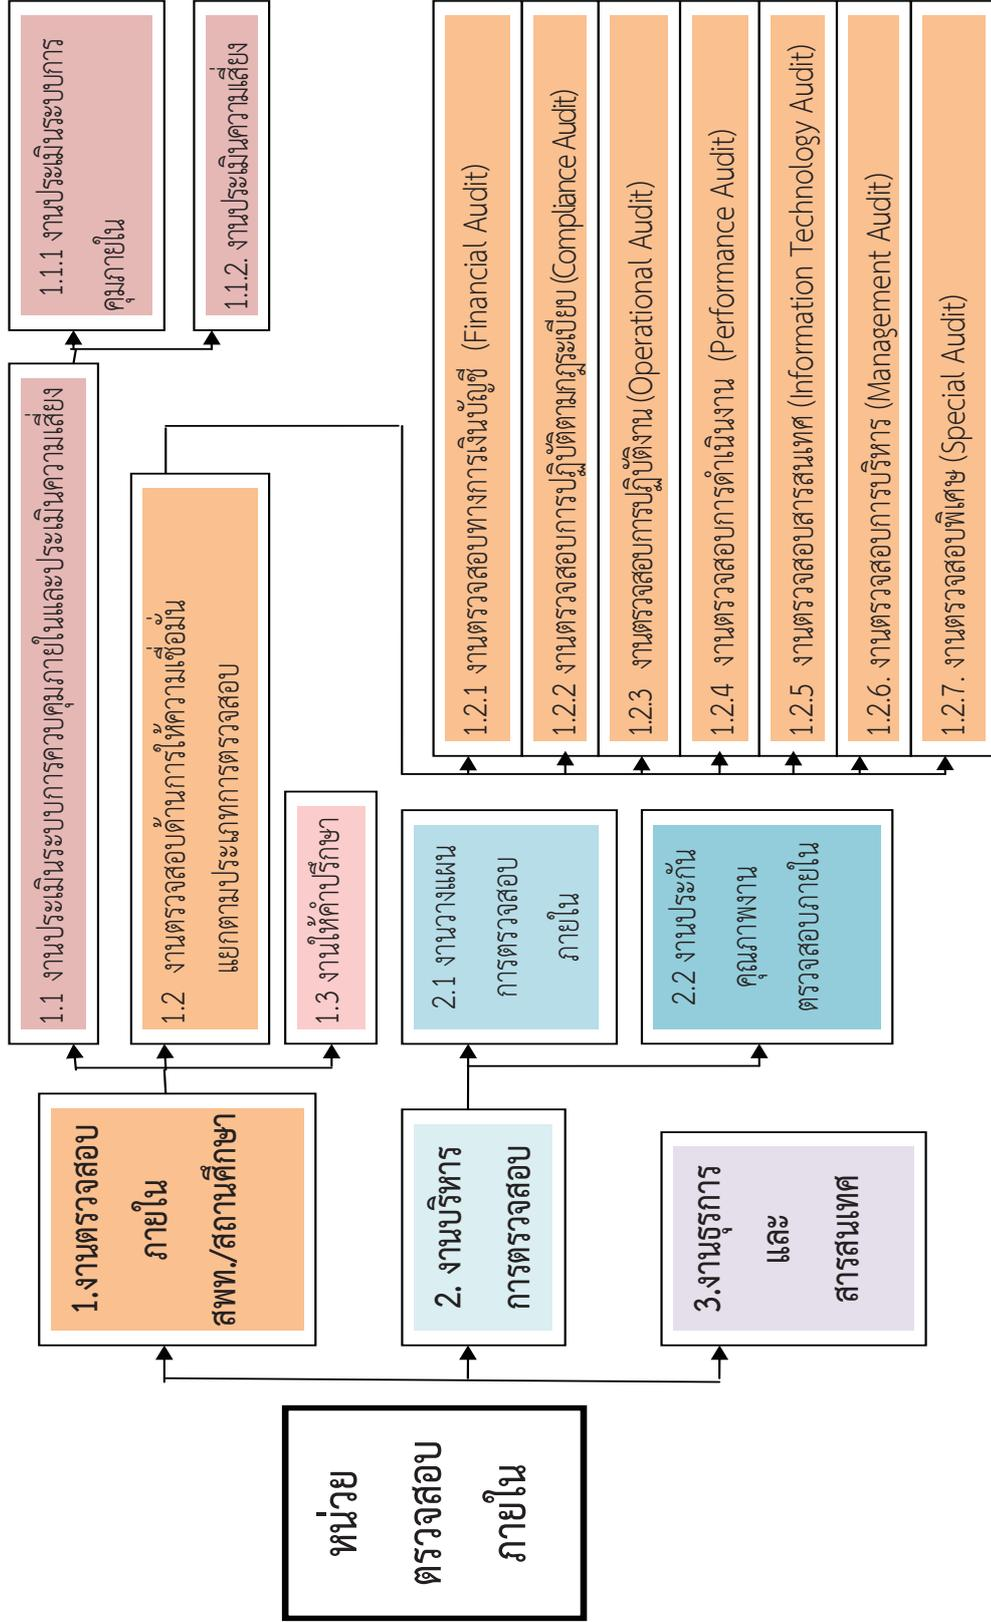 หน่วย
ตรวจสอบ
ภายใน
1.งานตรวจสอบ
ภายใน
สพท./สถานศึกษา
2. งานบริหาร
การตรวจสอบ
3.งานธุรการ
และ
สารสนเทศ
1.1 งานประเมินระบบการควบคุมภายในและประเมินความเสี่ยง
1.2 งานตรวจสอบด้านการให้ความเชื่อมั่น
แยกตามประเภทการตรวจสอบ
1.3 งานให้คำปรึกษา
2.1 งานวางแผน
การตรวจสอบ
ภายใน
2.2 งานประกัน
คุณภาพงาน
ตรวจสอบภายใน
1.1.1 งานประเมินระบบการ
คุมภายใน
1.1.2. งานประเมินความเสี่ยง
1.2.1 งานตรวจสอบทางการเงินบัญชี (Financial Audit)
1.2.2 งานตรวจสอบการปฏิบัติตามกฎระเบียบ (Compliance Audit)
1.2.3 งานตรวจสอบการปฏิบัติงาน (Operational Audit)
1.2.4 งานตรวจสอบการดำเนินงาน (Performance Audit)
1.2.5 งานตรวจสอบสารสนเทศ (Information Technology Audit)
1.2.6. งานตรวจสอบการบริหาร (Management Audit)
1.2.7. งานตรวจสอบพิเศษ (Special Audit)